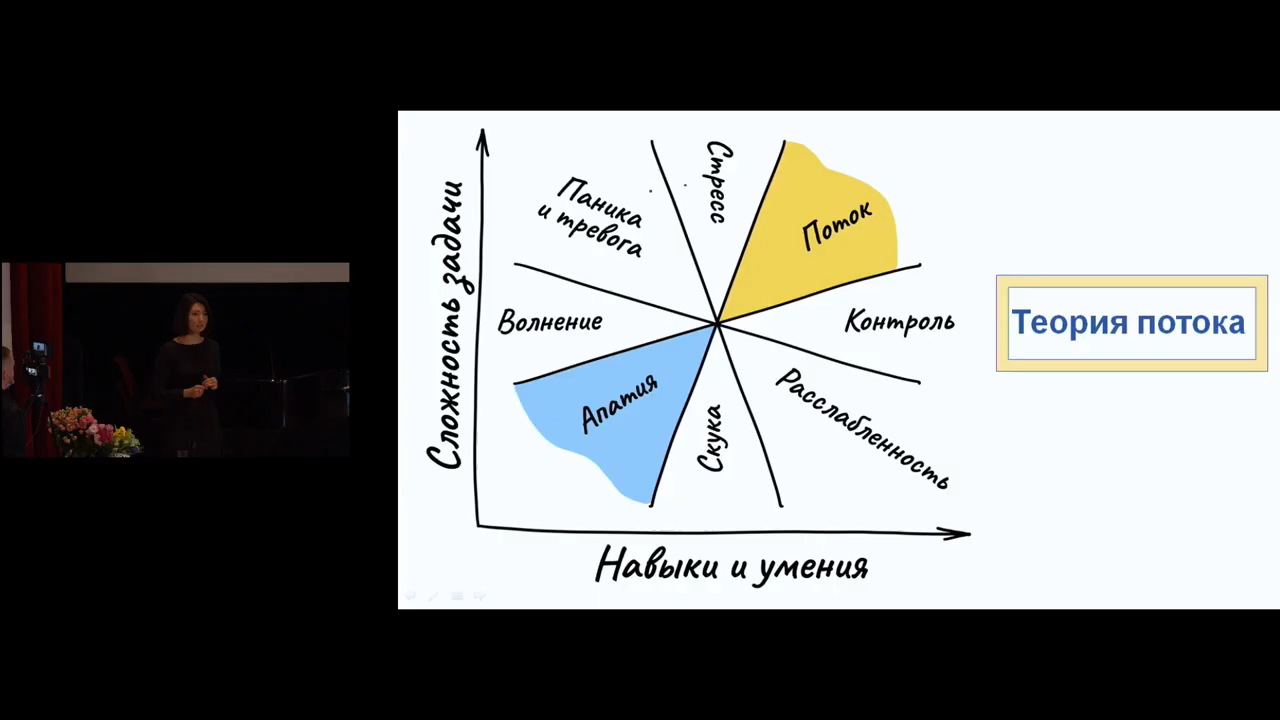 Сложность задачи
Паника
и тревога
Стресс
Поток
Волнение
Контроль
Апатия
Скука
Расслабленность
Навыки и умения
Теория потока